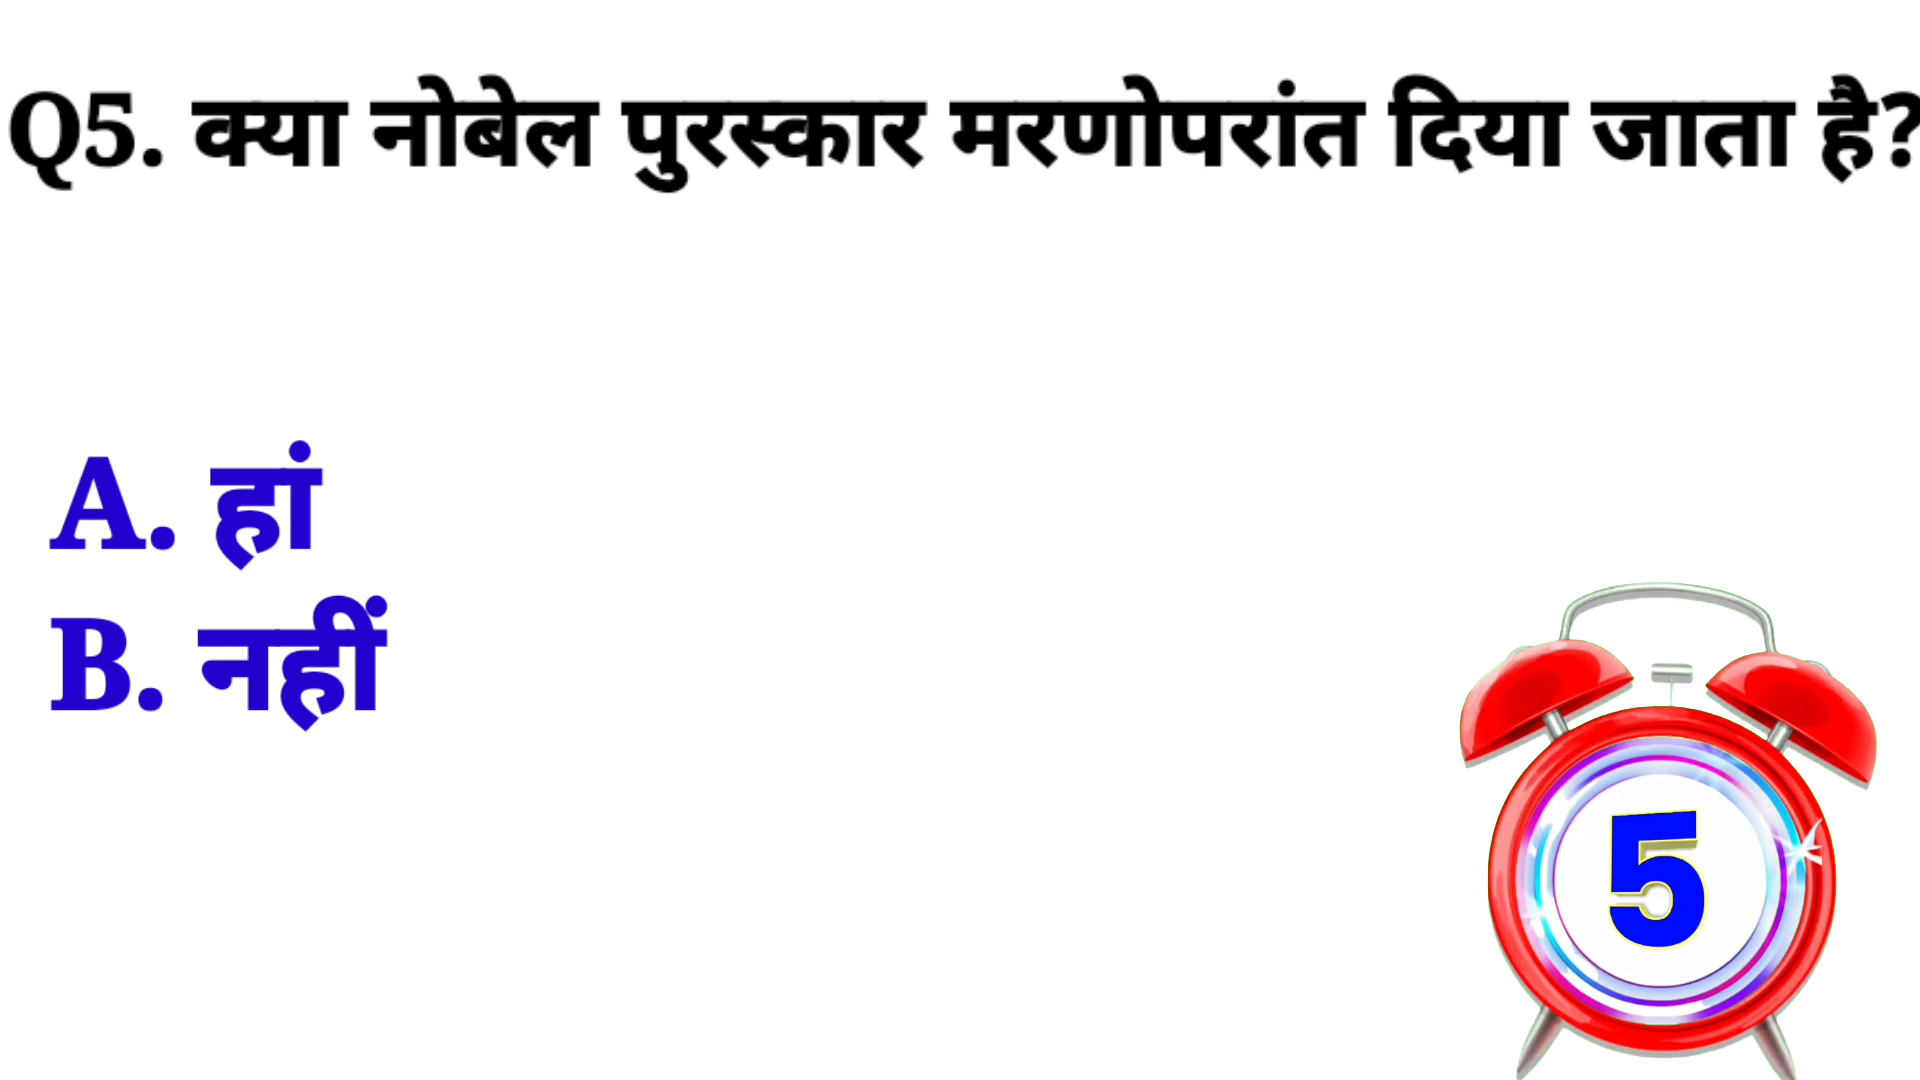 Q5. क्या नोबेल पुरस्कार मरणोपरांत दिया जाता है?
A. हां
B. नहीं
5